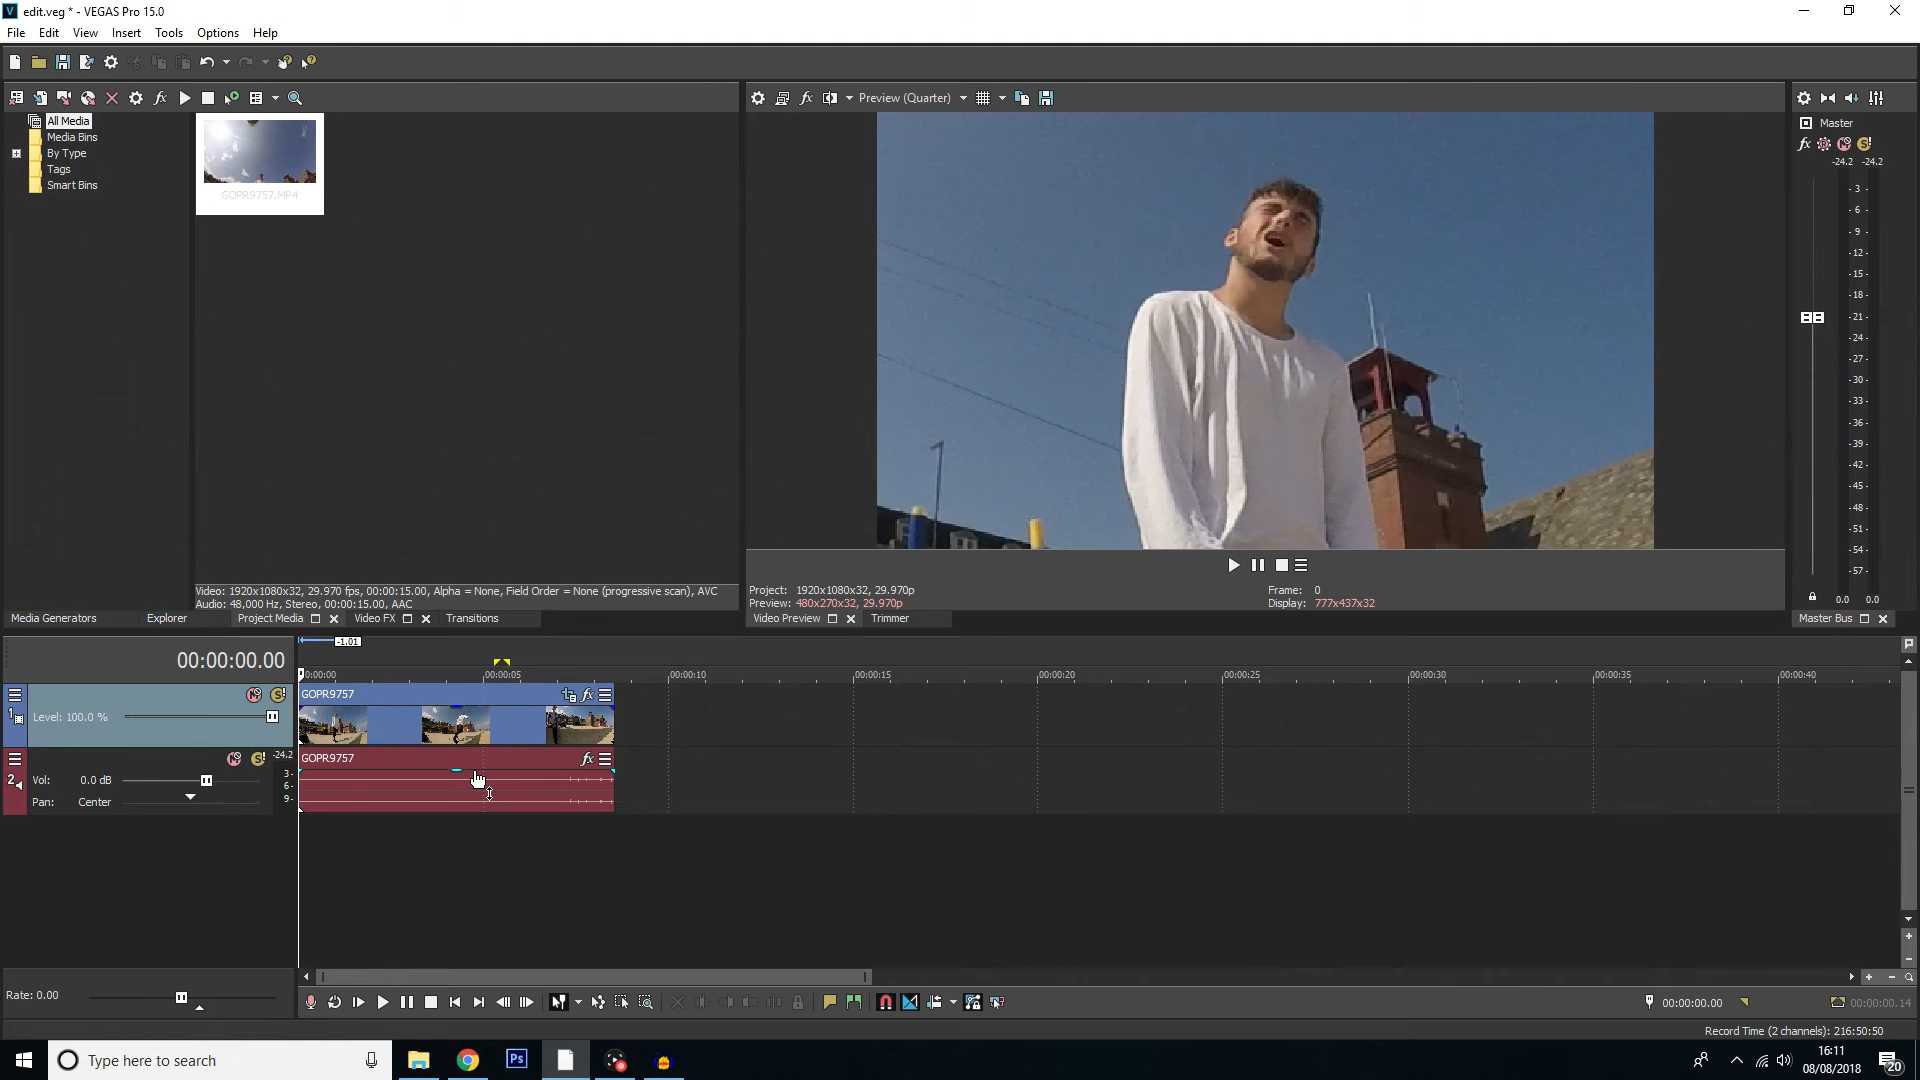 edit.veg * - VEGAS Pro 15.0
File Edit View Insert Tools Options Help
Preview (Quarter)
All Media
Media Bins
By Type
Tags
Smart Bins
GOPR9757.MP4
Master
-24.2 -24.2
- 3 -
- 6 -
- 9 -
- 12 -
- 15 -
- 18 -
- 21 -
- 24 -
- 27 -
- 30 -
- 33 -
- 36 -
- 39 -
- 42 -
- 45 -
- 48 -
- 51 -
- 54 -
- 57 -
0.0 0.0
Video: 1920x1080x32, 29.970 fps, 00:00:15.00, Alpha = None, Field Order = None (progressive scan), AVC
Audio: 48,000 Hz, Stereo, 00:00:15.00, AAC
Project: 1920x1080x32, 29.970p
Preview: 480x270x32, 29.970p
Frame: 0
Display: 777x437x32
Media Generators Explorer Project Media Video FX Transitions
Video Preview Trimmer
Master Bus
-1.01
00:00:00.00
0:00:00 00:00:05 00:00:10 00:00:15 00:00:20 00:00:25 00:00:30 00:00:35 00:00:40
1
Level: 100.0 %
GOPR9757
2
Vol: 0.0 dB
Pan: Center
-24.2
3-
6-
9-
GOPR9757
Rate: 0.00
00:00:00.00
00:00:00.14
Record Time (2 channels): 216:50:50
Type here to search
Ps
16:11
08/08/2018
20